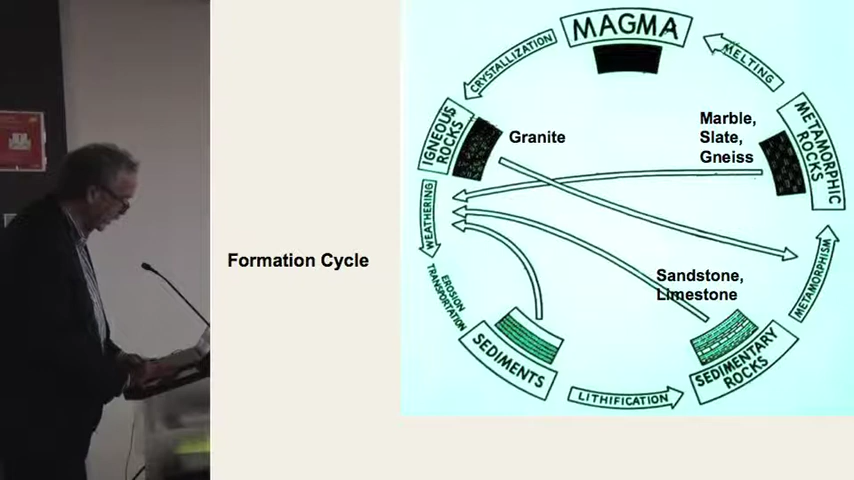 Formation Cycle
MAGMA
CRYSTALLIZATION
MELTING
IGNEOUS
ROCKS
Granite
Marble,
Slate,
Gneiss
METAMORPHIC
ROCKS
WEATHERING
EROSION
TRANSPORTATION
Sandstone,
Limestone
METAMORPHISM
SEDIMENTS
LITHIFICATION
SEDIMENTARY
ROCKS